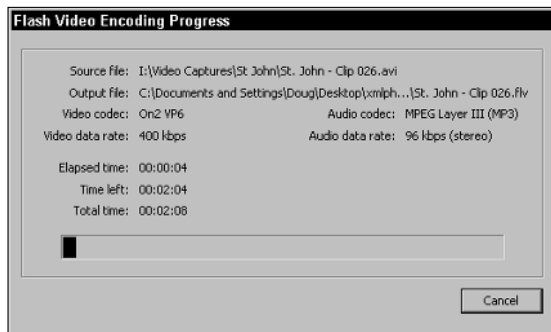 Flash Video Encoding Progress
Source file: I:\Video Captures\St John\St. John - Clip 026.avi
Output file: C:\Documents and Settings\Doug\Desktop\xmlph...\St. John - Clip 026.flv
Video codec: On2 VP6 Audio codec: MPEG Layer III (MP3)
Video data rate: 400 kbps Audio data rate: 96 kbps (stereo)
Elapsed time: 00:00:04
Time left: 00:02:04
Total time: 00:02:08
Cancel